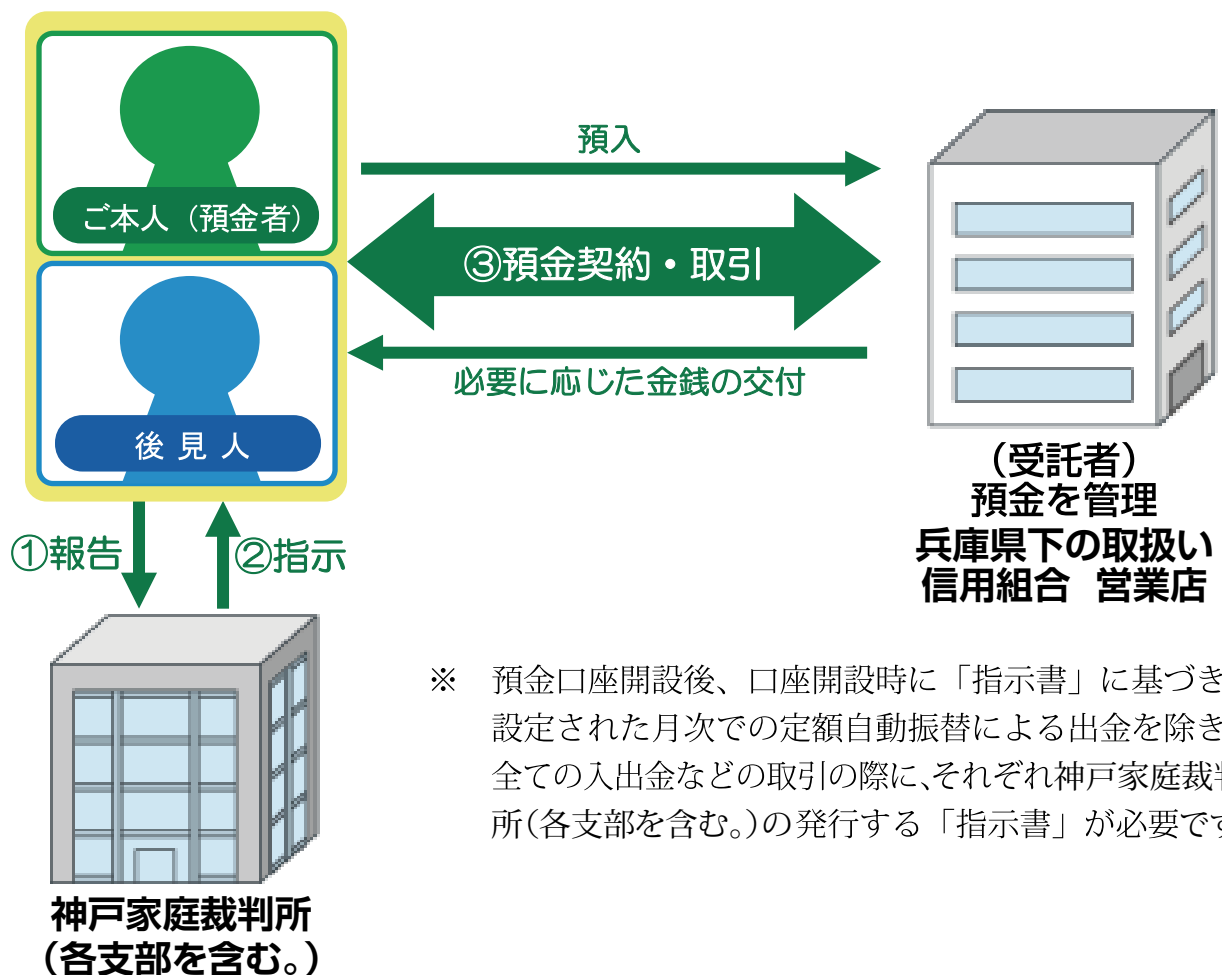 預入
ご本人（預金者）
③預金契約・取引
必要に応じた金銭の交付
後見人
（受託者）
預金を管理
兵庫県下の取扱い
信用組合 営業店
①報告
②指示
※ 預金口座開設後、口座開設時に「指示書」に基づき
設定された月次での定額自動振替による出金を除き
全ての入出金などの取引の際に、それぞれ神戸家庭裁判
所（各支部を含む。）の発行する「指示書」が必要です
神戸家庭裁判所
（各支部を含む。）